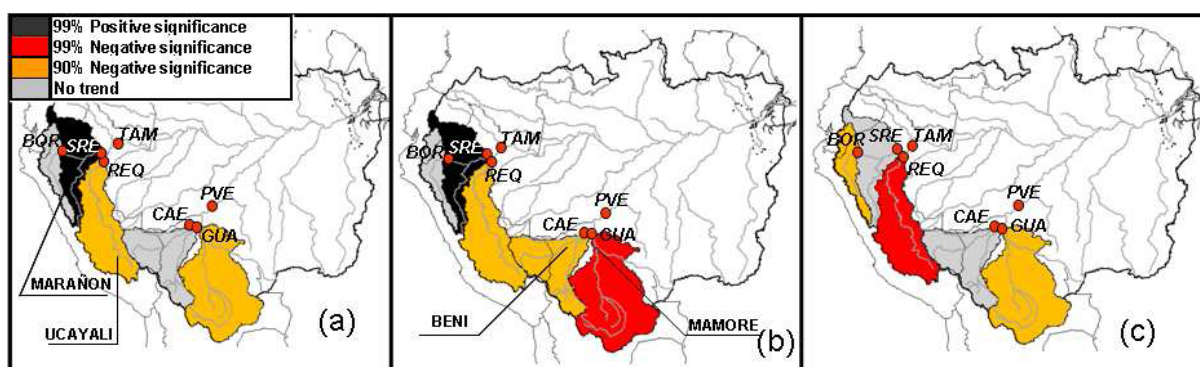 99% Positive significance
99% Negative significance
90% Negative significance
No trend
BOR
SRE
TAM
REQ
PVE
CAE
GUA
MARAÑON
UCAYALI
(a)
BOR
SRE
TAM
REQ
PVE
CAE
GUA
BENI
MAMORE
(b)
BOR
SRE
TAM
REQ
PVE
CAE
GUA
(c)